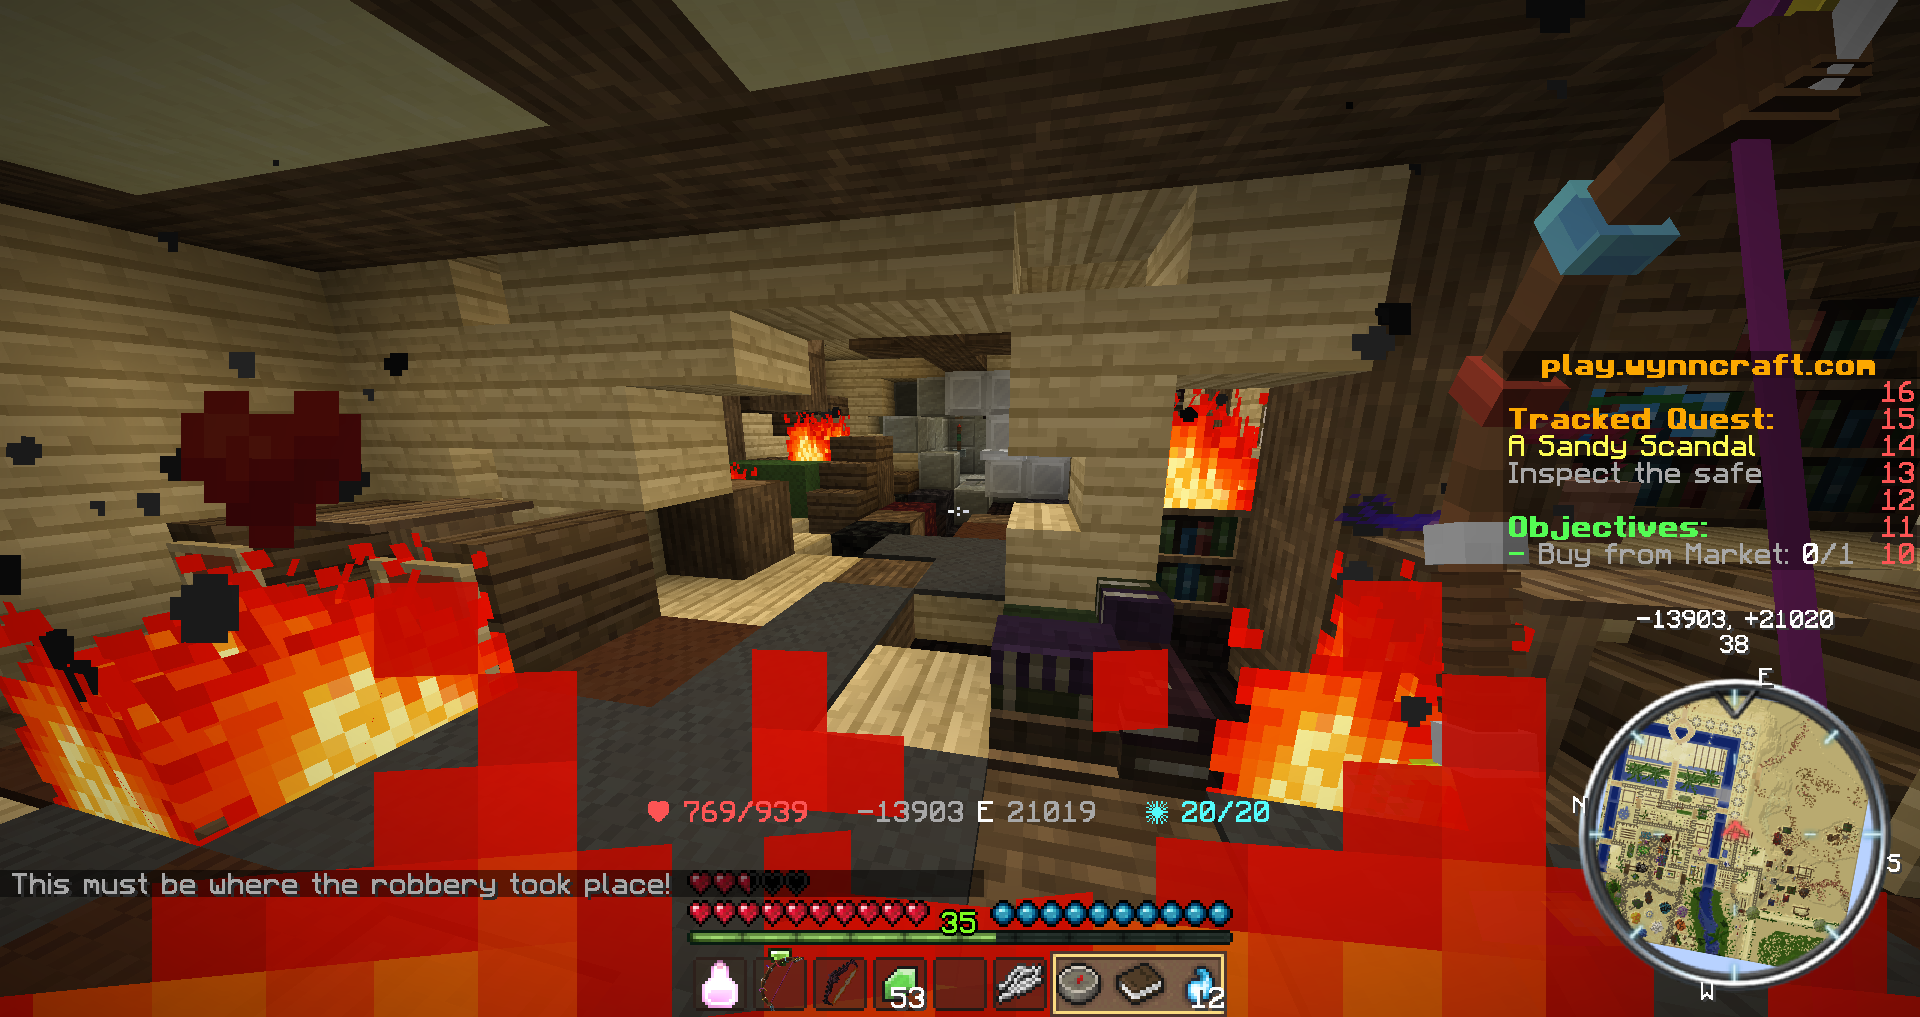 play.wynncraft.com
16
Tracked Quest: 15
A Sandy Scandal 14
Inspect the safe 13
12
Objectives: 11
- Buy from Market: 0/1 10
-13903, +21020
38
E
N
S
W
769/939 -13903 E 21019 20/20
This must be where the robbery took place!
35
53
12